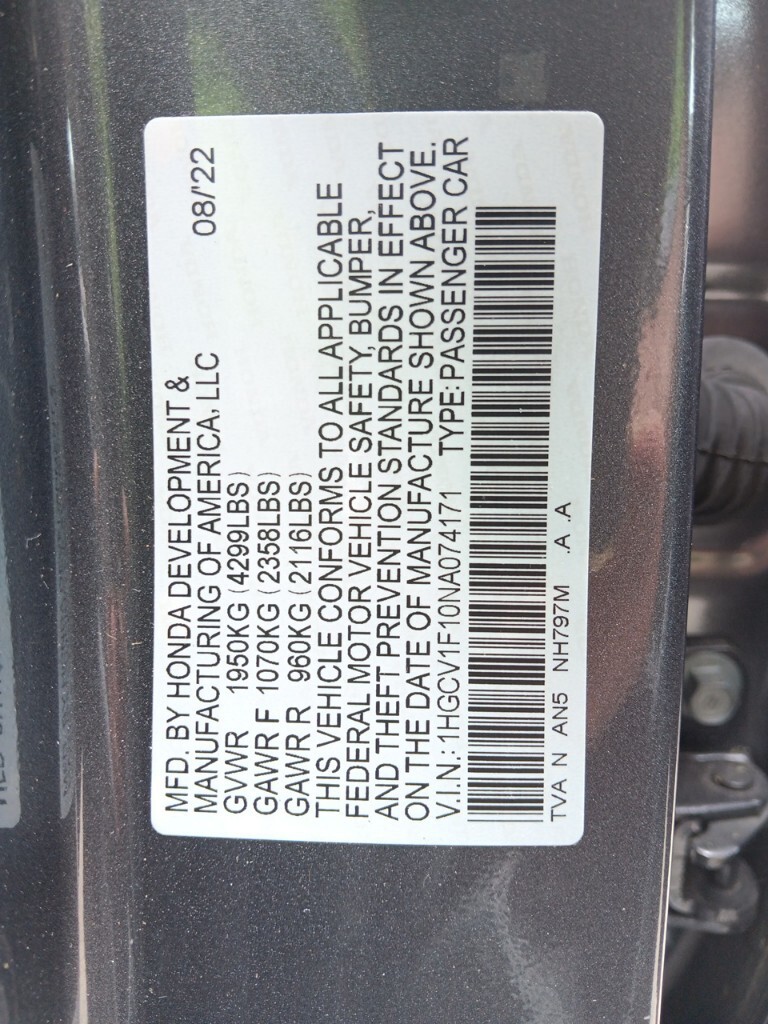 MFD. BY HONDA DEVELOPMENT &
MANUFACTURING OF AMERICA, LLC 08/'22
GVWR 1950KG (4299LBS)
GAWR F 1070KG (2358LBS)
GAWR R 960KG (2116LBS)
THIS VEHICLE CONFORMS TO ALL APPLICABLE
FEDERAL MOTOR VEHICLE SAFETY, BUMPER,
AND THEFT PREVENTION STANDARDS IN EFFECT
ON THE DATE OF MANUFACTURE SHOWN ABOVE.
V.I.N.: 1HGCV1F10NA074171 TYPE: PASSENGER CAR
TVA N AN5 NH797M .A .A